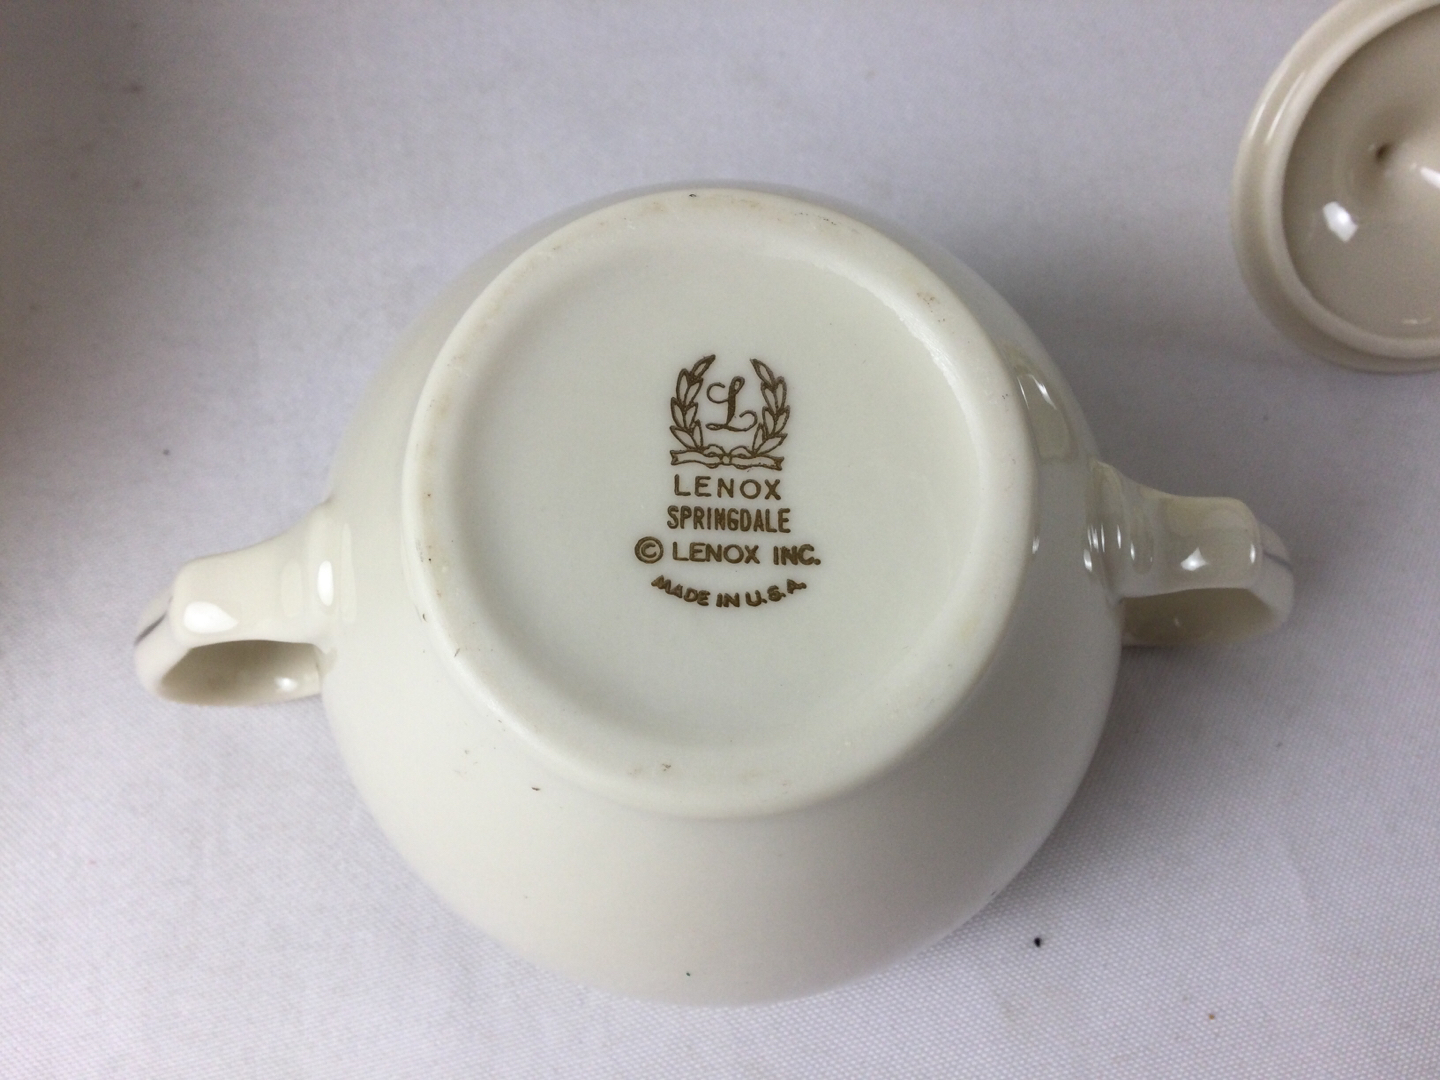 L
LENOX
SPRINGDALE
© LENOX INC.
MADE IN U.S.A.